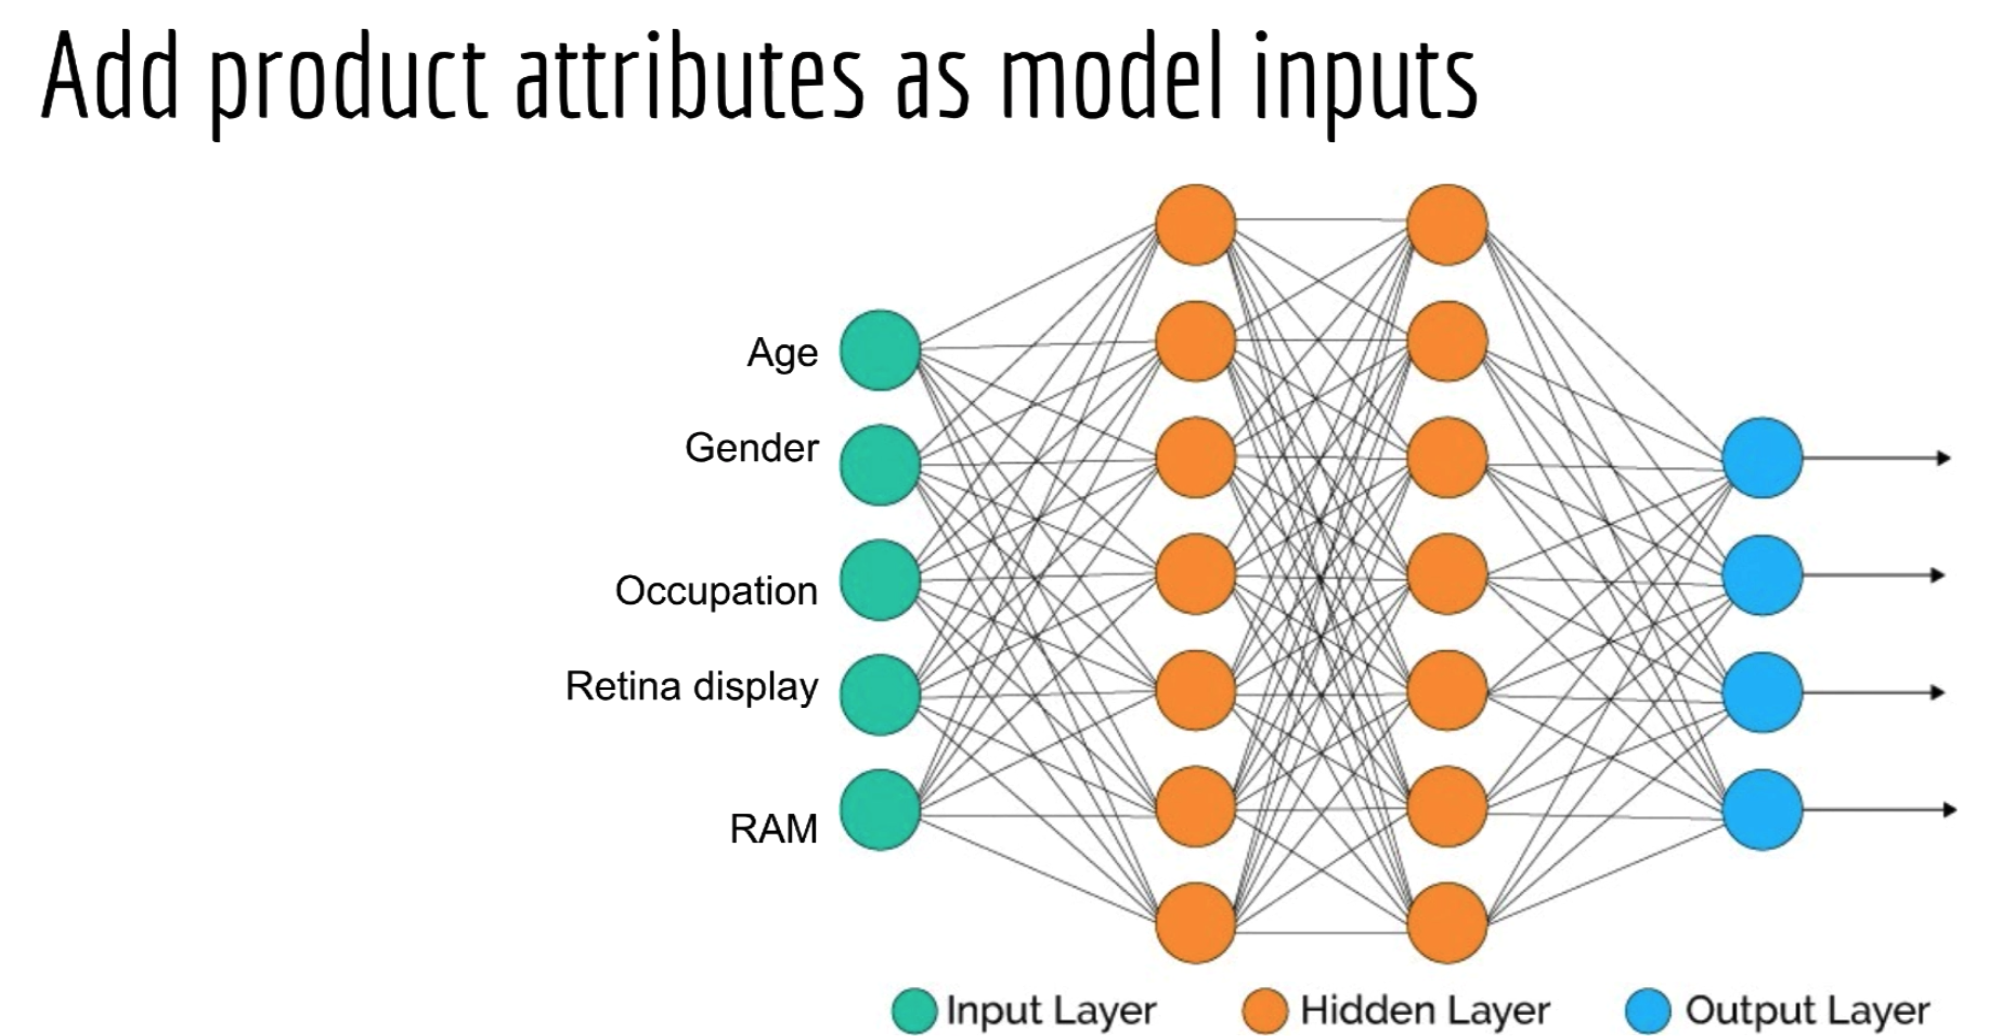 Add product attributes as model inputs
Age
Gender
Occupation
Retina display
RAM
Input Layer
Hidden Layer
Output Layer